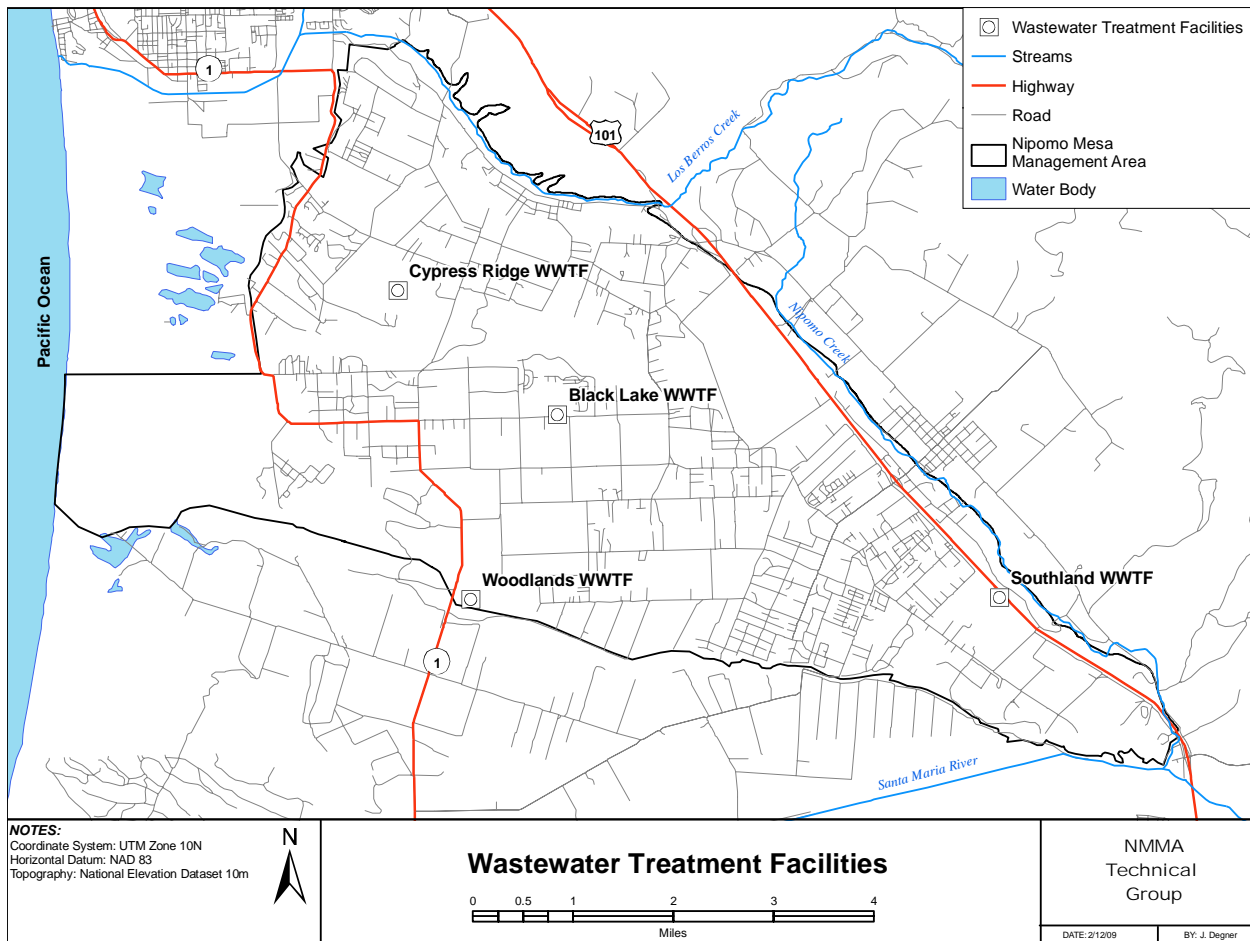 Wastewater Treatment Facilities
Streams
Highway
Road
Nipomo Mesa
Management Area
Water Body
1
101
Los Berros Creek
Cypress Ridge WWTF
Pacific Ocean
Nipomo Creek
Black Lake WWTF
Woodlands WWTF
Southland WWTF
1
Santa Maria River
NOTES:
Coordinate System: UTM Zone 10N
Horizontal Datum: NAD 83
Topography: National Elevation Dataset 10m
N
Wastewater Treatment Facilities
0 0.5 1 2 3 4
Miles
NMMA
Technical
Group
DATE: 2/12/09
BY: J. Degner